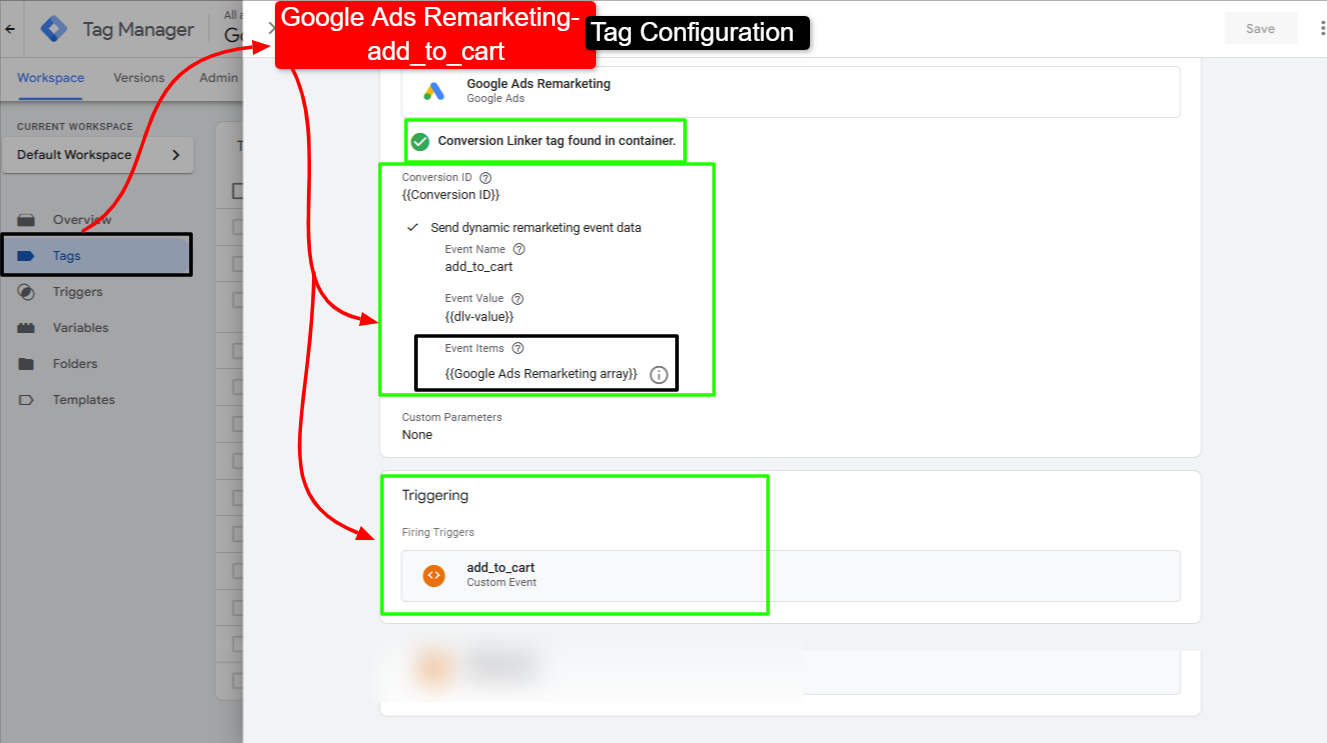 Google Ads Remarketing-
add_to_cart
Tag Configuration
Tag Manager
All a
Save
Workspace
Versions
Admin
CURRENT WORKSPACE
Default Workspace
Overview
Tags
Triggers
Variables
Folders
Templates
Google Ads Remarketing
Google Ads
Conversion Linker tag found in container.
Conversion ID
{{Conversion ID}}
Send dynamic remarketing event data
Event Name
add_to_cart
Event Value
{{dlv-value}}
Event Items
{{Google Ads Remarketing array}}
Custom Parameters
None
Triggering
Firing Triggers
add_to_cart
Custom Event